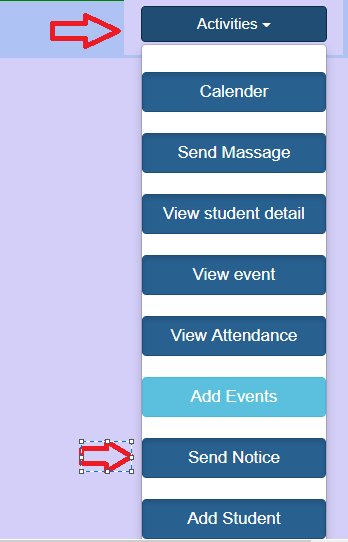 Activities
Calender
Send Massage
View student detail
View event
View Attendance
Add Events
Send Notice
Add Student